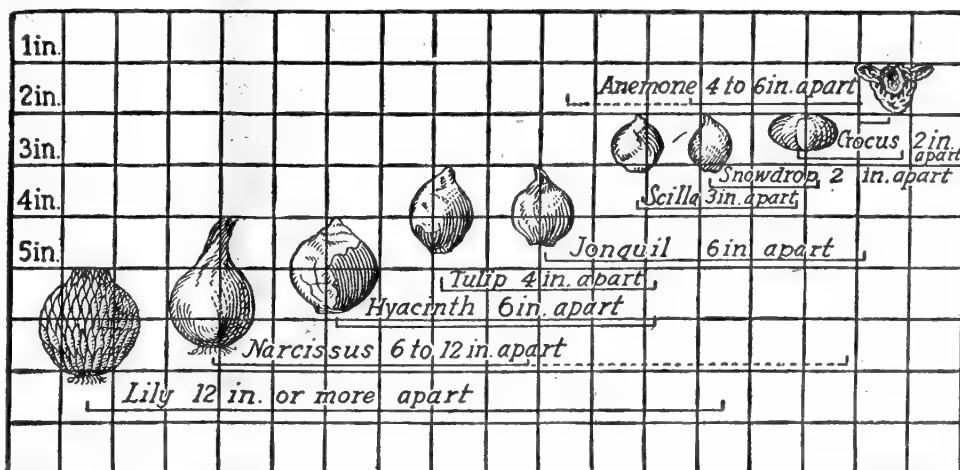 1in.
2in.
3in.
4in.
5in.
Anemone 4 to 6in. apart
Crocus 2in.
apart
Snowdrop 2 in. apart
Scilla 3in. apart
Jonquil 6in apart
Tulip 4 in. apart
Hyacinth 6in. apart
Narcissus 6 to 12 in. apart
Lily 12 in. or more apart